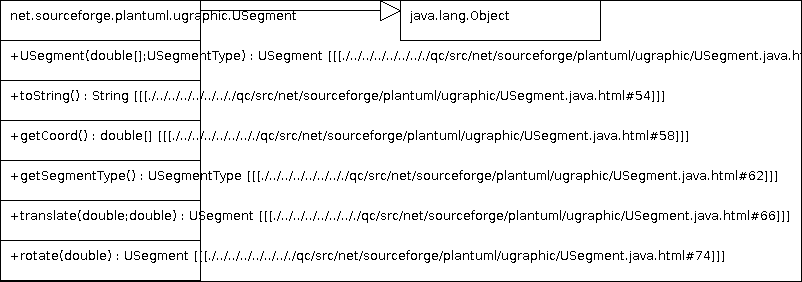 net.sourceforge.plantuml.ugraphic.USegment
java.lang.Object
+USegment(double[];USegmentType) : USegment [[[./../../../../../../../qc/src/net/sourceforge/plantuml/ugraphic/USegment.java.ht
+toString() : String [[[./../../../../../../../qc/src/net/sourceforge/plantuml/ugraphic/USegment.java.html#54]]]
+getCoord() : double[] [[[./../../../../../../../qc/src/net/sourceforge/plantuml/ugraphic/USegment.java.html#58]]]
+getSegmentType() : USegmentType [[[./../../../../../../../qc/src/net/sourceforge/plantuml/ugraphic/USegment.java.html#62]]]
+translate(double;double) : USegment [[[./../../../../../../../qc/src/net/sourceforge/plantuml/ugraphic/USegment.java.html#66]]]
+rotate(double) : USegment [[[./../../../../../../../qc/src/net/sourceforge/plantuml/ugraphic/USegment.java.html#74]]]